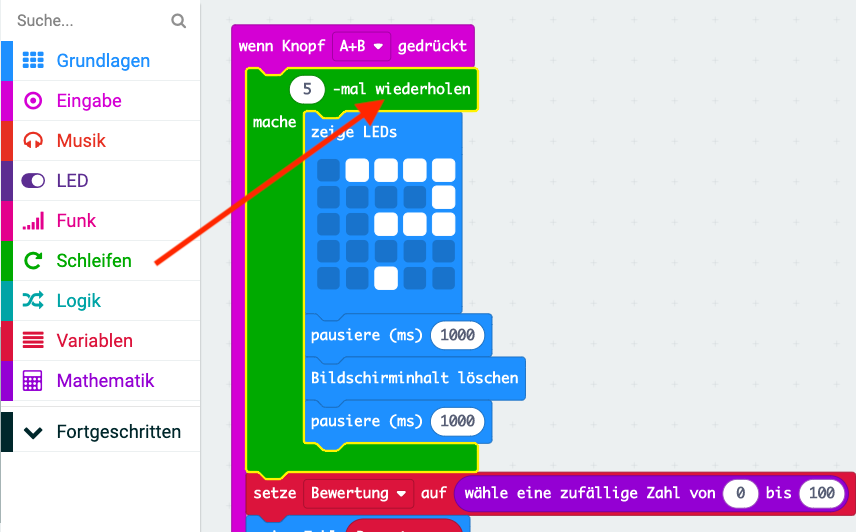 Suche...
Grundlagen
Eingabe
Musik
LED
Funk
Schleifen
Logik
Variablen
Mathematik
Fortgeschritten
wenn Knopf A+B gedrückt
5 -mal wiederholen
mache
zeige LEDs
pausiere (ms) 1000
Bildschirminhalt löschen
pausiere (ms) 1000
setze Bewertung auf wähle eine zufällige Zahl von 0 bis 100